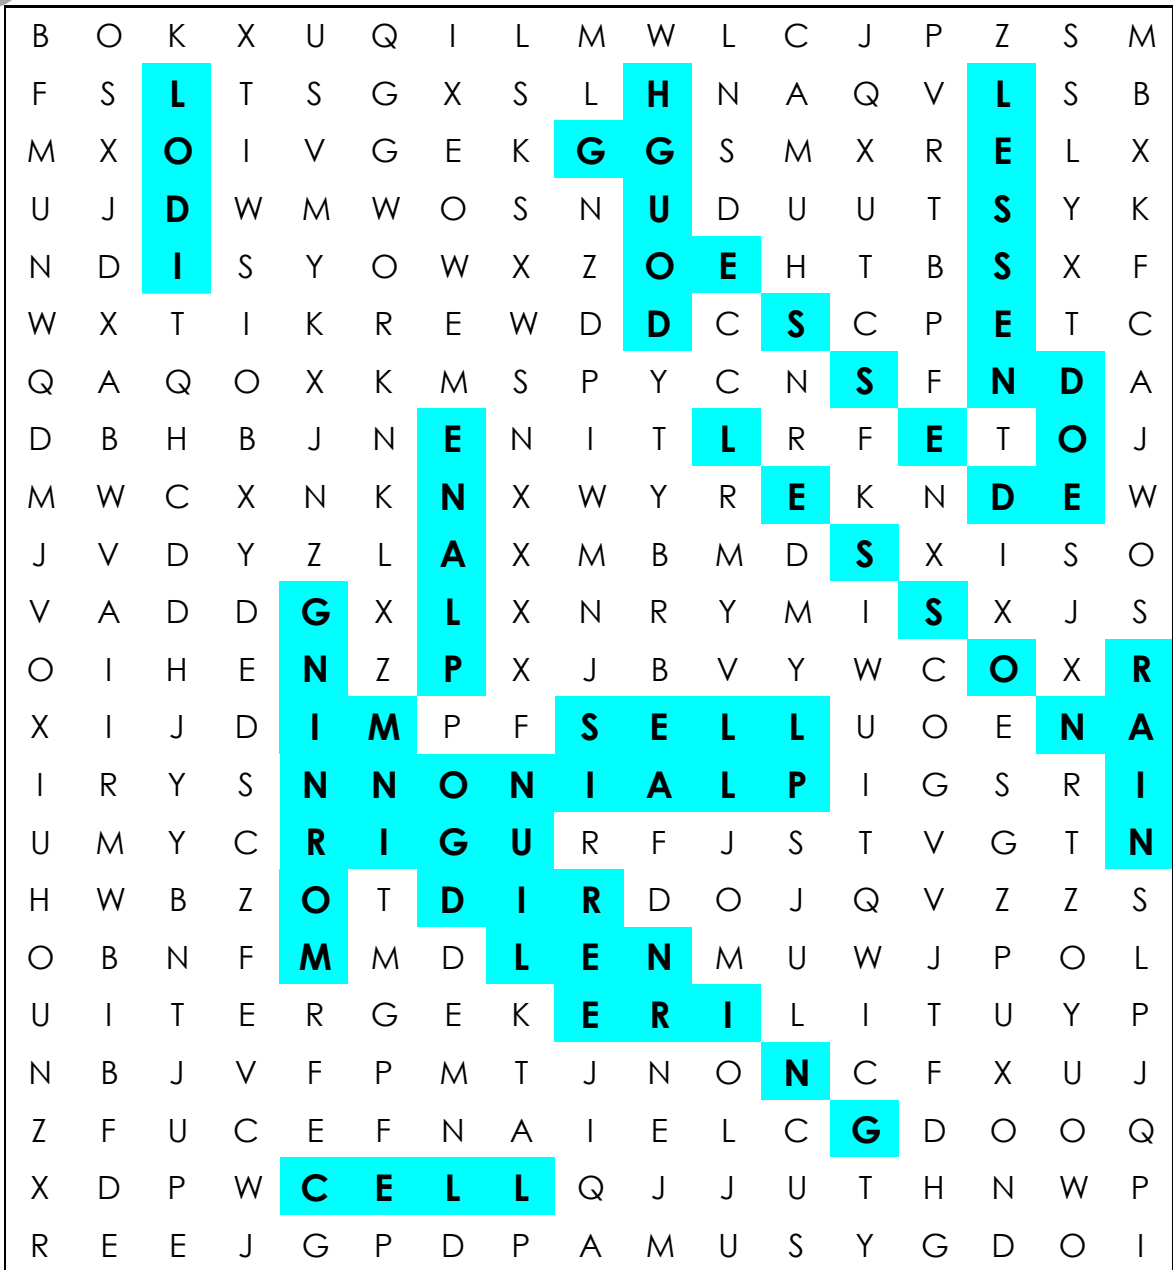 B O K X U Q I L M W L C J P Z S M
F S L T S G X S L H N A Q V L S B
M X O I V G E K G G S M X R E L X
U J D W M W O S N U D U U T S Y K
N D I S Y O W X Z O E H T B S X F
W X T I K R E W D D C S C P E T C
Q A Q O X K M S P Y C N S F N D A
D B H B J N E N I T L R F E T O J
M W C X N K N X W Y R E K N D E W
J V D Y Z L A X M B M D S X I S O
V A D D G X L X N R Y M I S X J S
O I H E N Z P X J B V Y W C O X R
X I J D I M P F S E L L U O E N A
I R Y S N N O N I A L P I G S R I
U M Y C R I G U R F J S T V G T N
H W B Z O T D I R D O J Q V Z Z S
O B N F M M D L E N M U W J P O L
U I T E R G E K E R I L I T U Y P
N B J V F P M T J N O N C F X U J
Z F U C E F N A I E L C G D O O Q
X D P W C E L L Q J J U T H N W P
R E E J G P D P A M U S Y G D O I